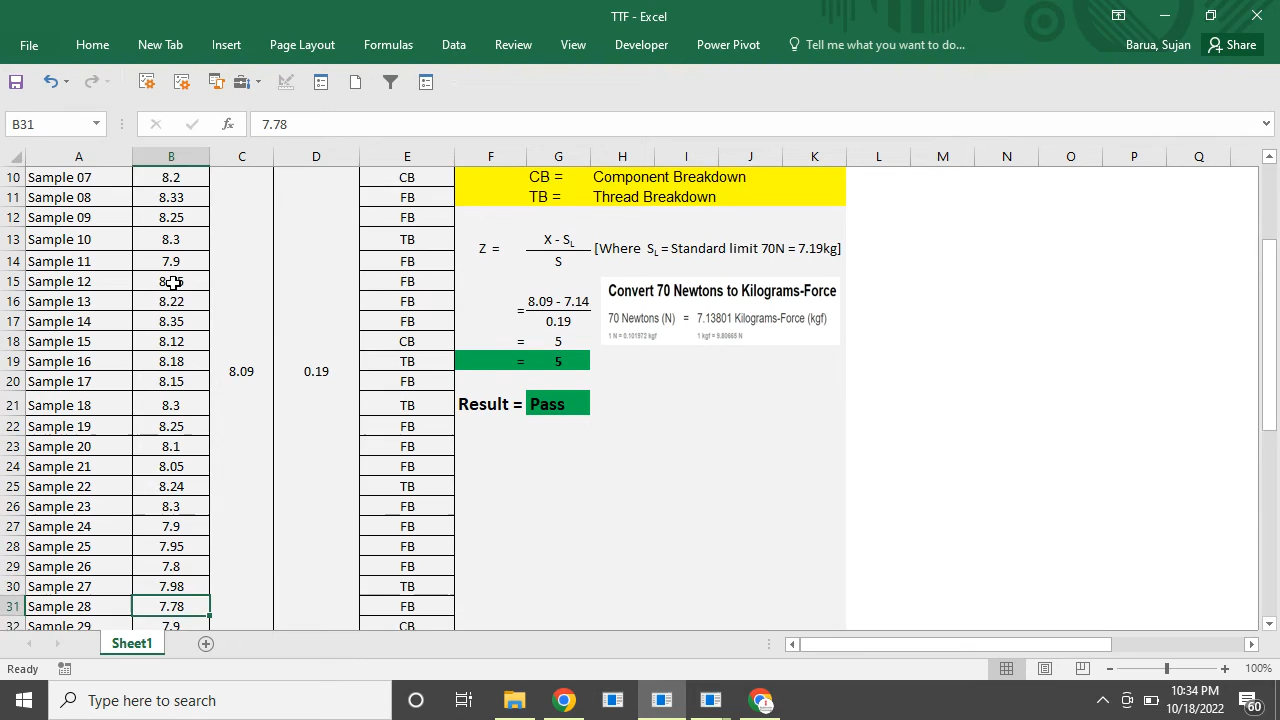 TTF - Excel
File Home New Tab Insert Page Layout Formulas Data Review View Developer Power Pivot Tell me what you want to do... Barua, Sujan Share
B31 fx 7.78
A B C D E F G H I J K L M N O P Q
10 Sample 07 8.2 CB CB = Component Breakdown
11 Sample 08 8.33 FB TB = Thread Breakdown
12 Sample 09 8.25 FB
13 Sample 10 8.3 TB Z = X - SL [Where SL = Standard limit 70N = 7.19kg]
14 Sample 11 7.9 FB S
15 Sample 12 FB Convert 70 Newtons to Kilograms-Force
16 Sample 13 8.22 FB = 8.09 - 7.14
17 Sample 14 8.35 FB 0.19 70 Newtons (N) = 7.13801 Kilograms-Force (kgf)
1 N = 0.101972 kgf 1 kgf = 9.80665 N
18 Sample 15 8.12 CB = 5
19 Sample 16 8.18 TB = 5
8.09 0.19
20 Sample 17 8.15 FB
21 Sample 18 8.3 TB Result = Pass
22 Sample 19 8.25 FB
23 Sample 20 8.1 FB
24 Sample 21 8.05 FB
25 Sample 22 8.24 TB
26 Sample 23 8.3 FB
27 Sample 24 7.9 FB
28 Sample 25 7.95 FB
29 Sample 26 7.8 FB
30 Sample 27 7.98 TB
31 Sample 28 7.78 FB
32 Sample 29 7.9 CB
Sheet1
Ready 100%
Type here to search 10:34 PM
10/18/2022 60